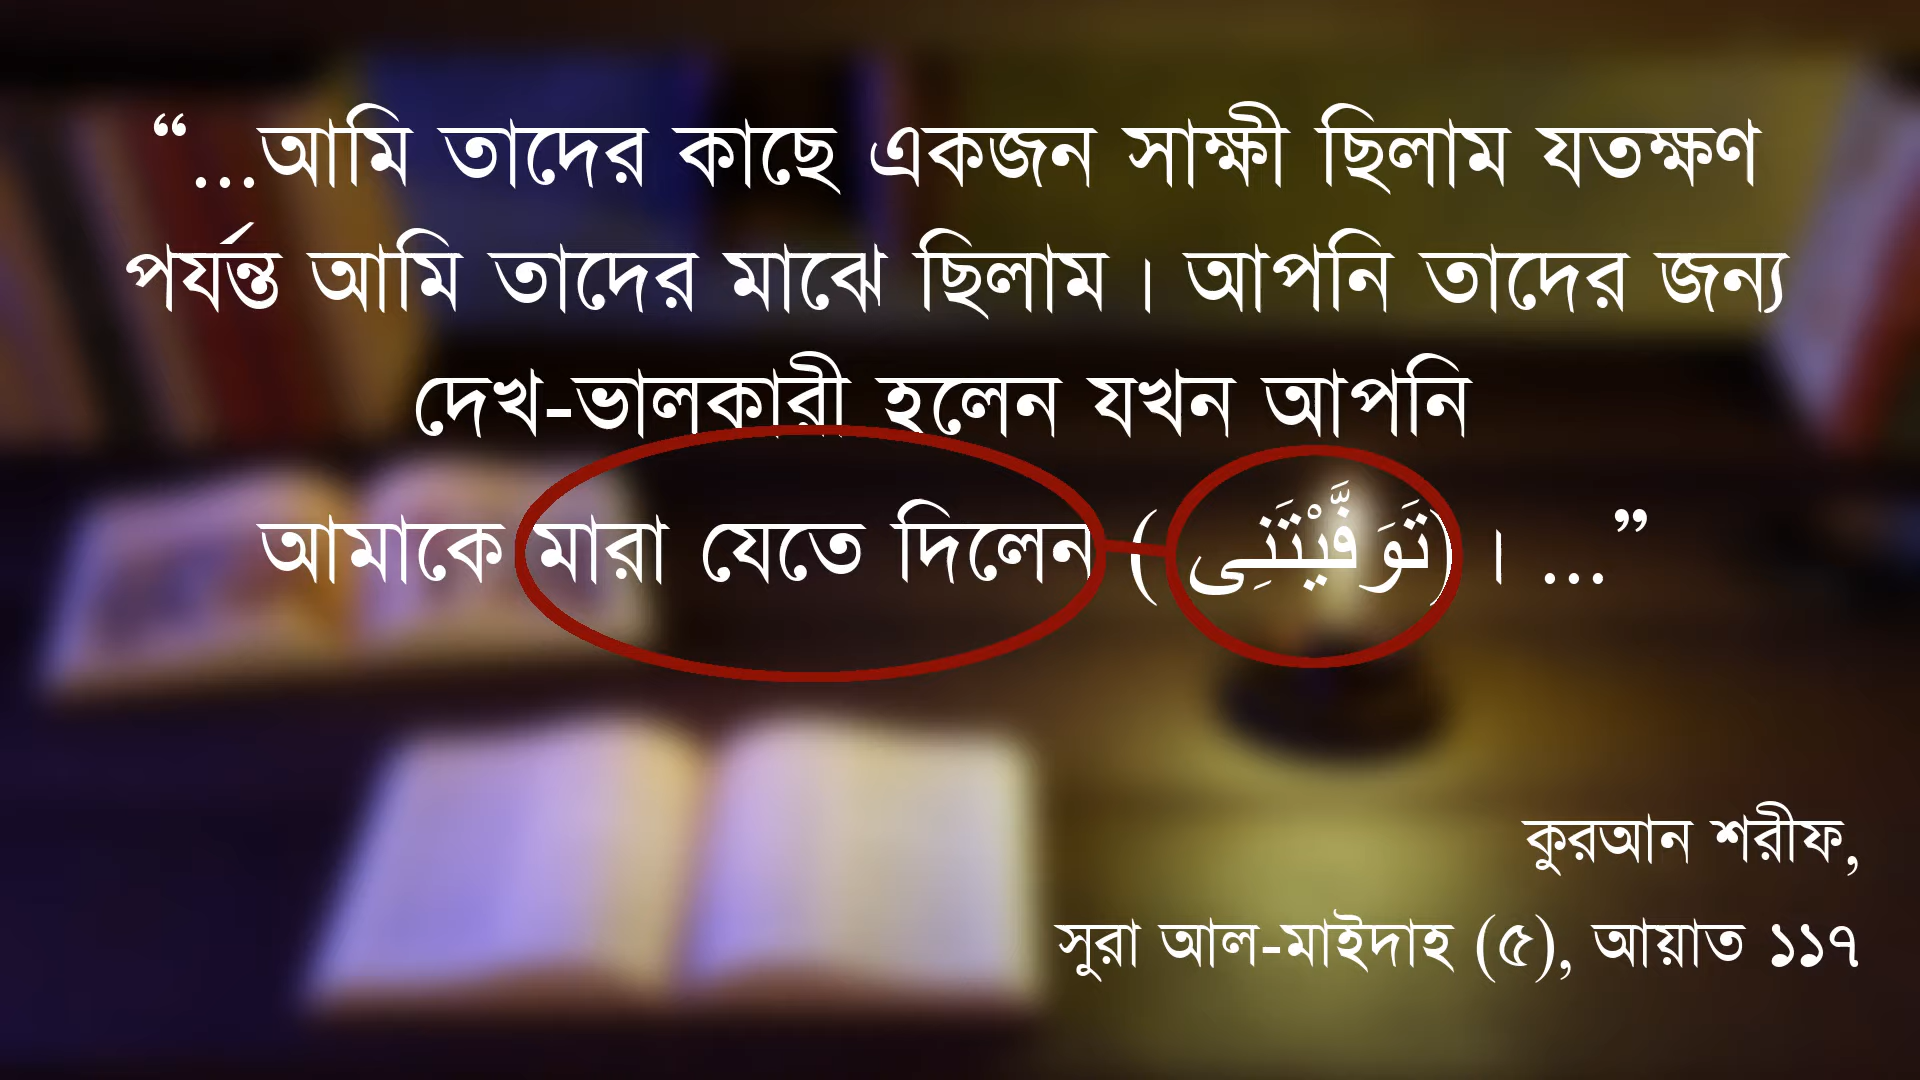 “...আমি তাদের কাছে একজন সাক্ষী ছিলাম যতক্ষণ
পর্যন্ত আমি তাদের মাঝে ছিলাম। আপনি তাদের জন্য
দেখ-ভালকারী হলেন যখন আপনি
আমাকে মারা যেতে দিলেন (تَوَفَّيْتَنِى)। ...”
কুরআন শরীফ,
সুরা আল-মাইদাহ (৫), আয়াত ১১৭